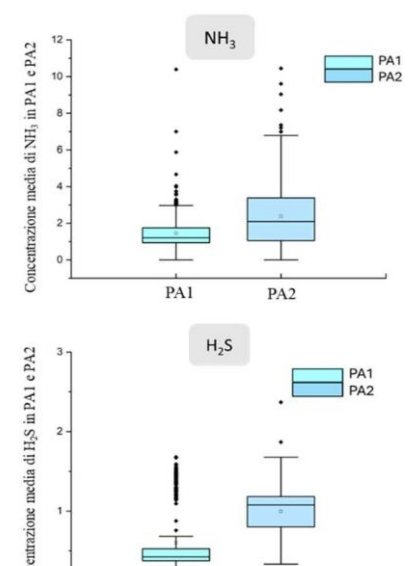 NH₃
Concentrazione media di NH₃ in PA1 e PA2
12
10
8
6
4
2
0
PA1
PA2
PA1
PA2
H₂S
centrazione media di H₂S in PA1 e PA2
3
2
1
PA1
PA2